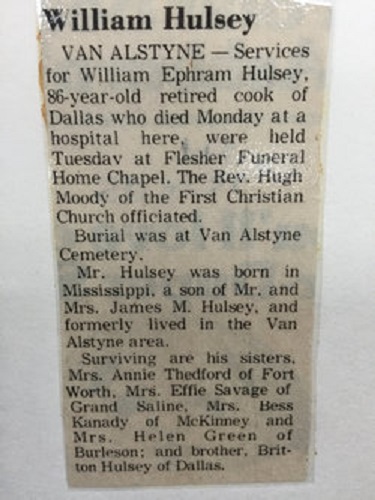 William Hulsey
VAN ALSTYNE — Services
for William Ephram Hulsey,
86-year-old retired cook of
Dallas who died Monday at a
hospital here, were held
Tuesday at Flesher Funeral
Home Chapel. The Rev. Hugh
Moody of the First Christian
Church officiated.
Burial was at Van Alstyne
Cemetery.
Mr. Hulsey was born in
Mississippi, a son of Mr. and
Mrs. James M. Hulsey, and
formerly lived in the Van
Alstyne area.
Surviving are his sisters,
Mrs. Annie Thedford of Fort
Worth, Mrs. Effie Savage of
Grand Saline, Mrs. Bess
Kanady of McKinney and
Mrs. Helen Green of
Burleson; and brother, Brit-
ton Hulsey of Dallas.